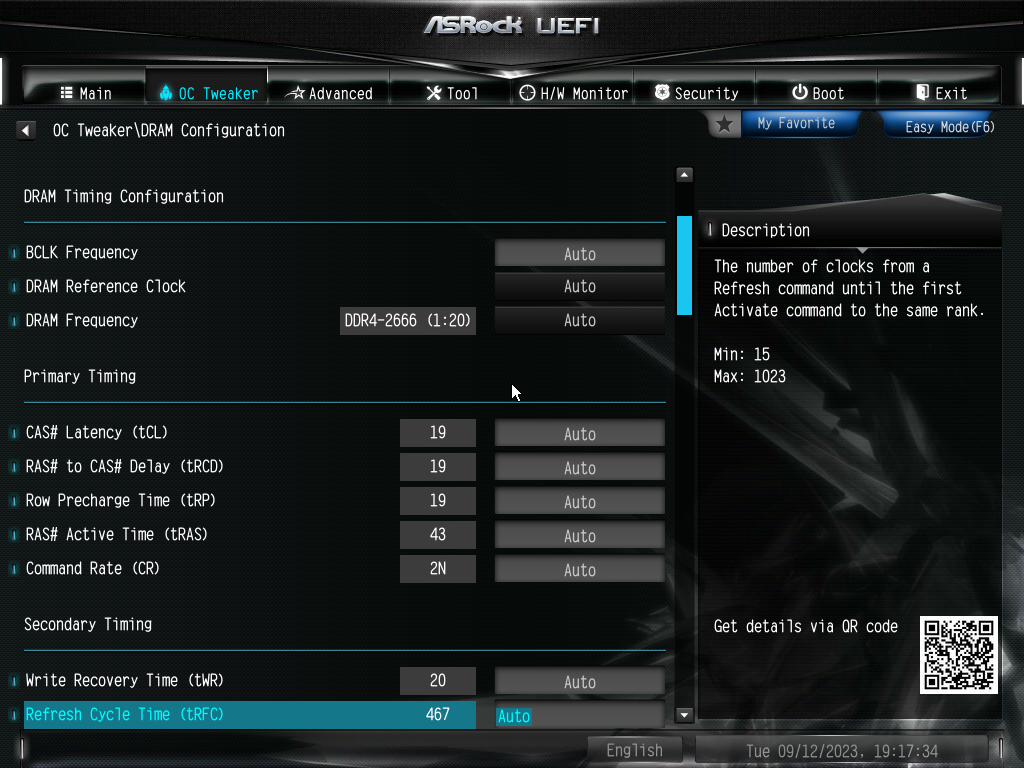 ASRock UEFI
Main
OC Tweaker
Advanced
Tool
H/W Monitor
Security
Boot
Exit
OC Tweaker\DRAM Configuration
My Favorite
Easy Mode(F6)
DRAM Timing Configuration
BCLK Frequency Auto
DRAM Reference Clock Auto
DRAM Frequency DDR4-2666 (1:20) Auto
Primary Timing
CAS# Latency (tCL) 19 Auto
RAS# to CAS# Delay (tRCD) 19 Auto
Row Precharge Time (tRP) 19 Auto
RAS# Active Time (tRAS) 43 Auto
Command Rate (CR) 2N Auto
Secondary Timing
Write Recovery Time (tWR) 20 Auto
Refresh Cycle Time (tRFC) 467 Auto
Description
The number of clocks from a
Refresh command until the first
Activate command to the same rank.
Min: 15
Max: 1023
Get details via QR code
English
Tue 09/12/2023. 19:17:34